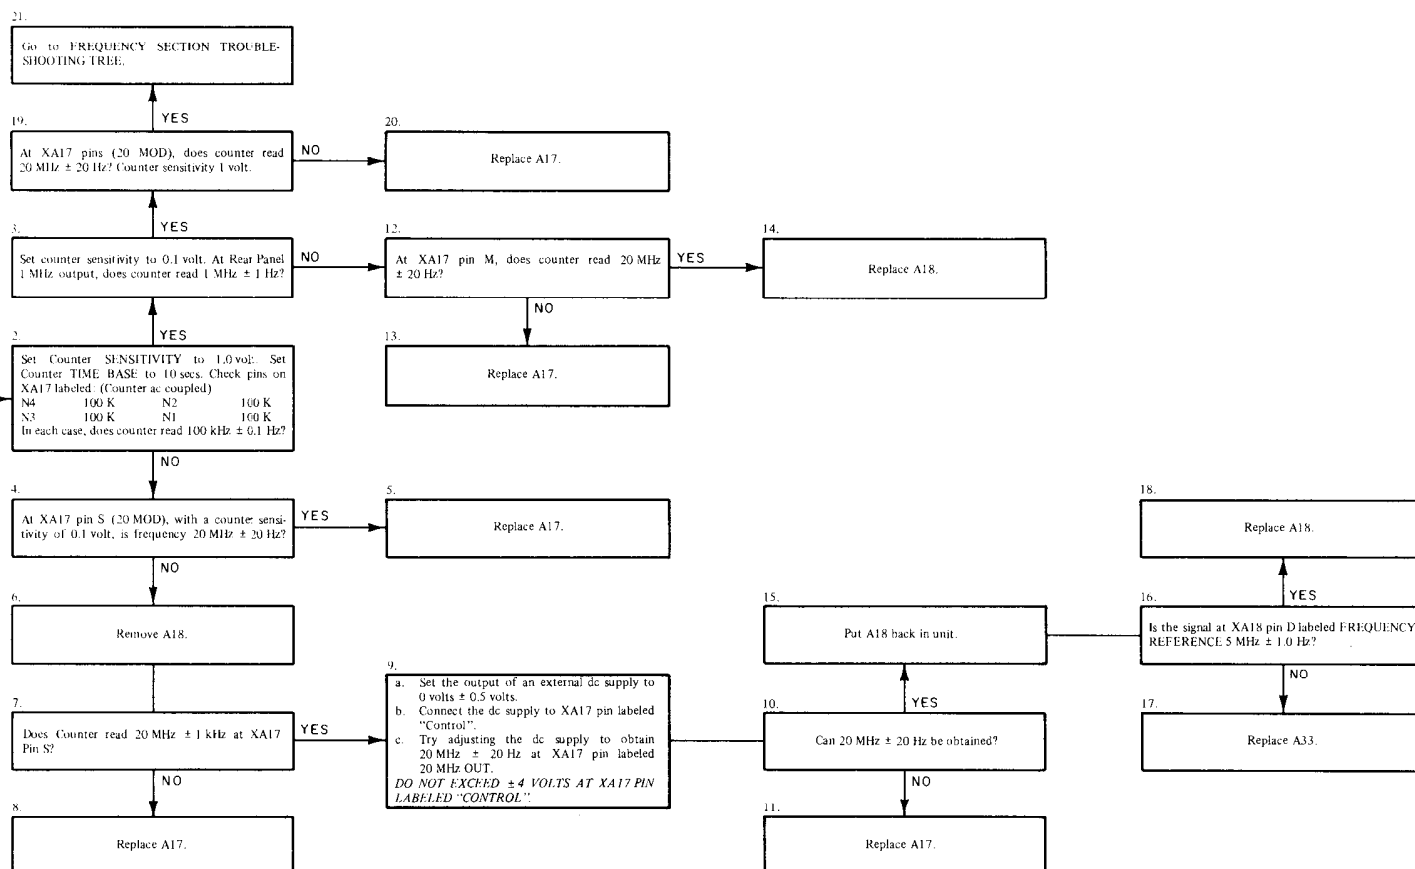 21.
Go to FREQUENCY SECTION TROUBLE-
SHOOTING TREE.
YES
19.
At XA17 pins (20 MOD), does counter read
20 MHz ± 20 Hz? Counter sensitivity 1 volt.
NO
20.
Replace A17.
YES
3.
Set counter sensitivity to 0.1 volt. At Rear Panel
1 MHz output, does counter read 1 MHz ± 1 Hz?
NO
12.
At XA17 pin M, does counter read 20 MHz
± 20 Hz?
YES
14.
Replace A18.
NO
13.
Replace A17.
YES
2.
Set Counter SENSITIVITY to 1.0 volt. Set
Counter TIME BASE to 10 secs. Check pins on
XA17 labeled: (Counter ac coupled)
N4 100 K N2 100 K
N3 100 K N1 100 K
In each case, does counter read 100 kHz ± 0.1 Hz?
NO
4.
At XA17 pin S (20 MOD), with a counter sensi-
tivity of 0.1 volt, is frequency 20 MHz ± 20 Hz?
YES
5.
Replace A17.
NO
6.
Remove A18.
7.
Does Counter read 20 MHz ± 1 kHz at XA17
Pin S?
YES
NO
8.
Replace A17.
9.
a. Set the output of an external dc supply to
0 volts ± 0.5 volts.
b. Connect the dc supply to XA17 pin labeled
"Control".
c. Try adjusting the dc supply to obtain
20 MHz ± 20 Hz at XA17 pin labeled
20 MHz OUT.
DO NOT EXCEED ±4 VOLTS AT XA17 PIN
LABELED "CONTROL".
15.
Put A18 back in unit.
YES
10.
Can 20 MHz ± 20 Hz be obtained?
NO
11.
Replace A17.
18.
Replace A18.
YES
16.
Is the signal at XA18 pin D labeled FREQUENCY
REFERENCE 5 MHz ± 1.0 Hz?
NO
17.
Replace A33.